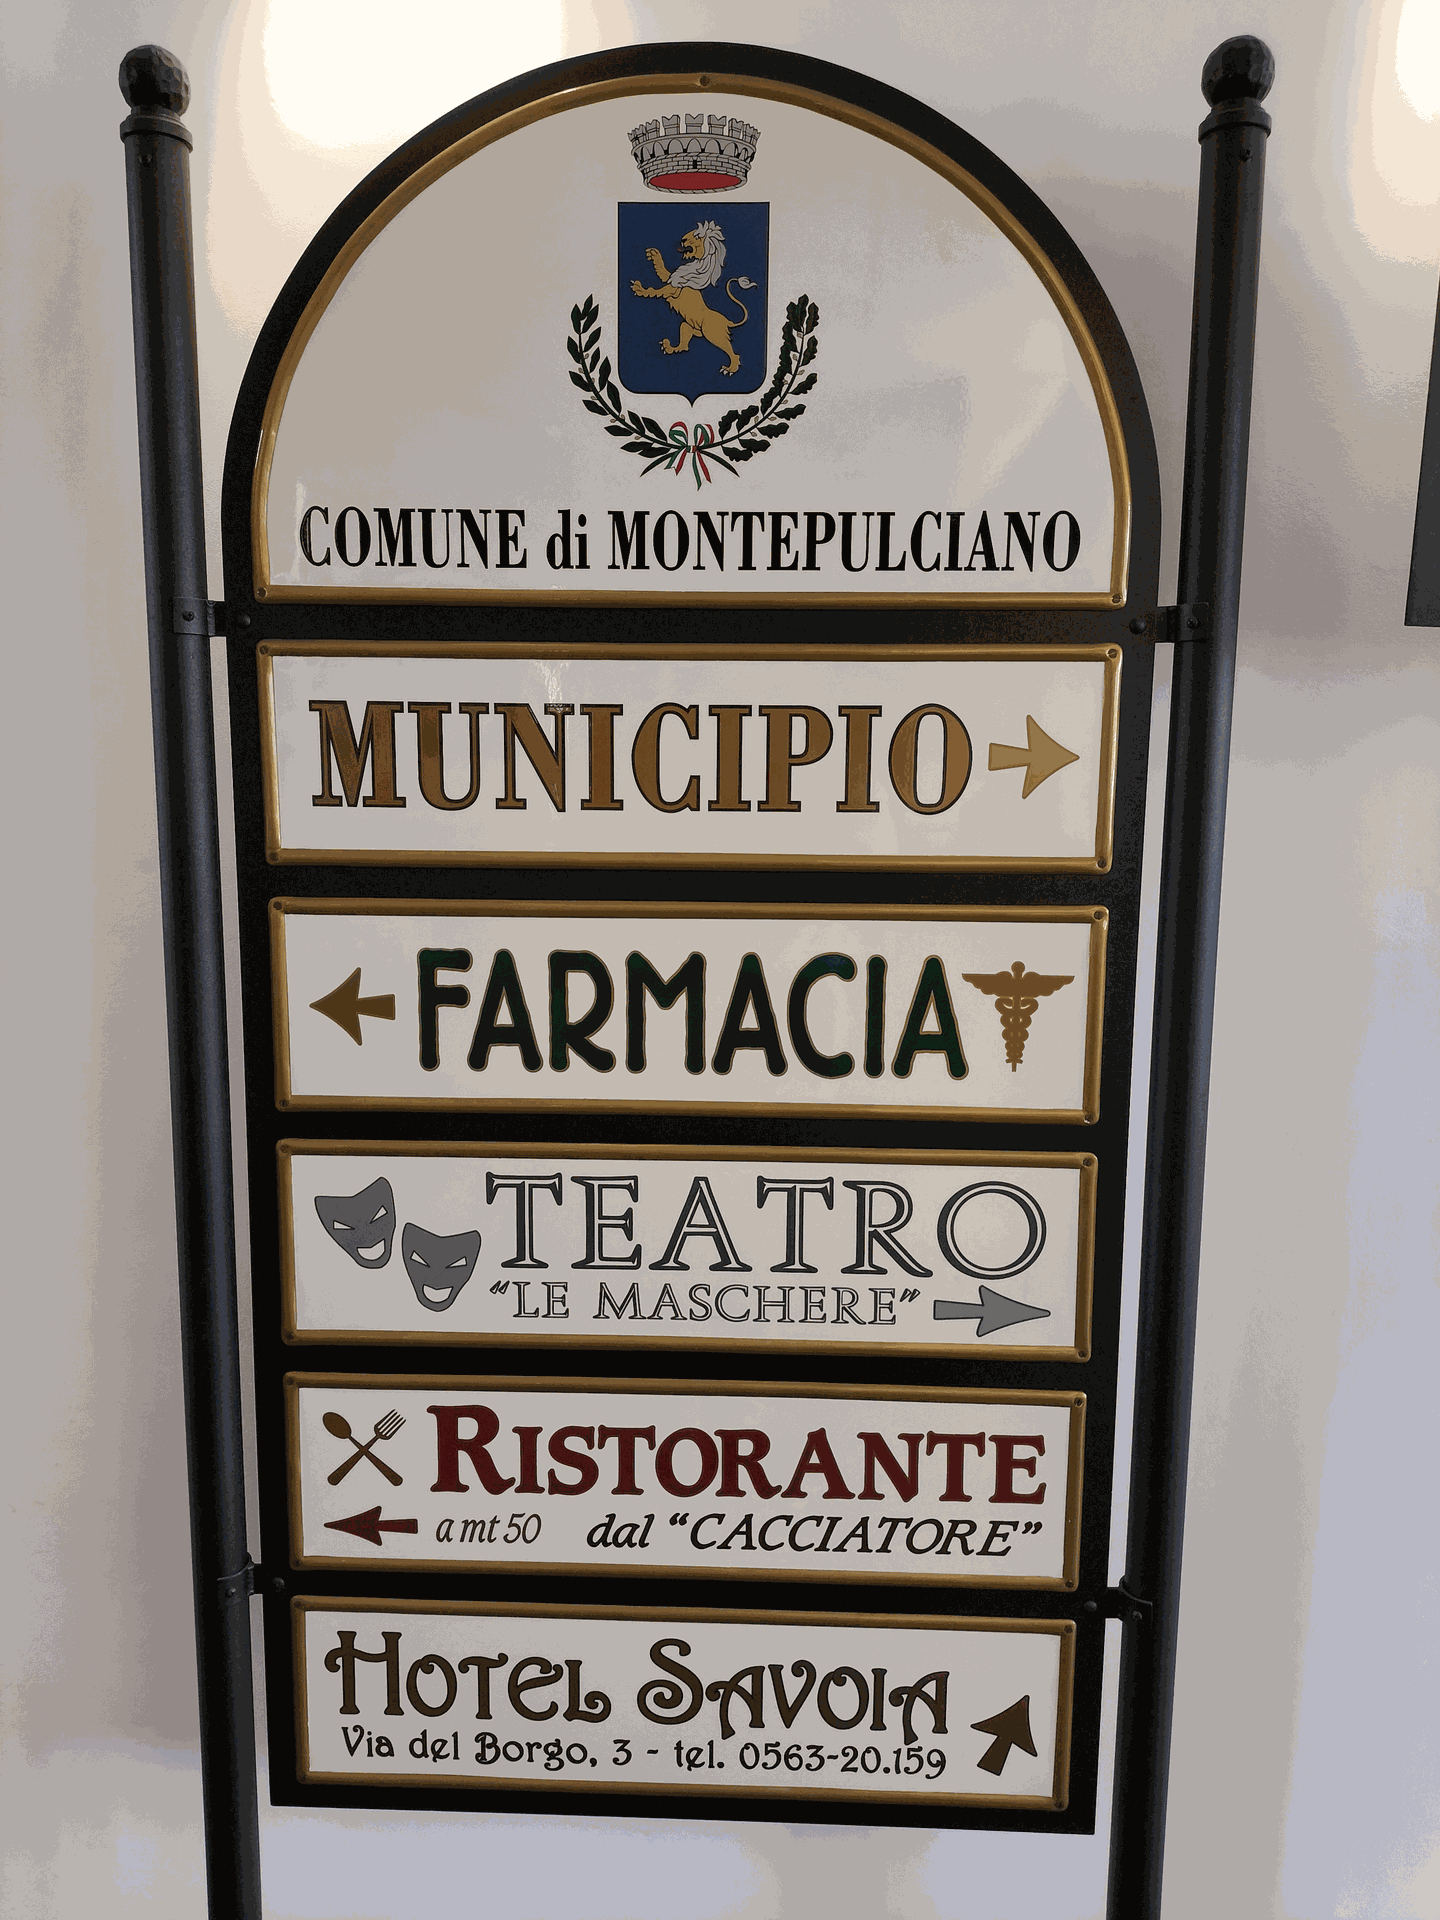 COMUNE di MONTEPULCIANO
MUNICIPIO
FARMACIA
TEATRO
“LE MASCHERE”
RISTORANTE
a mt 50 dal “CACCIATORE”
HOTEL SAVOIA
Via del Borgo, 3 - tel. 0563-20.159